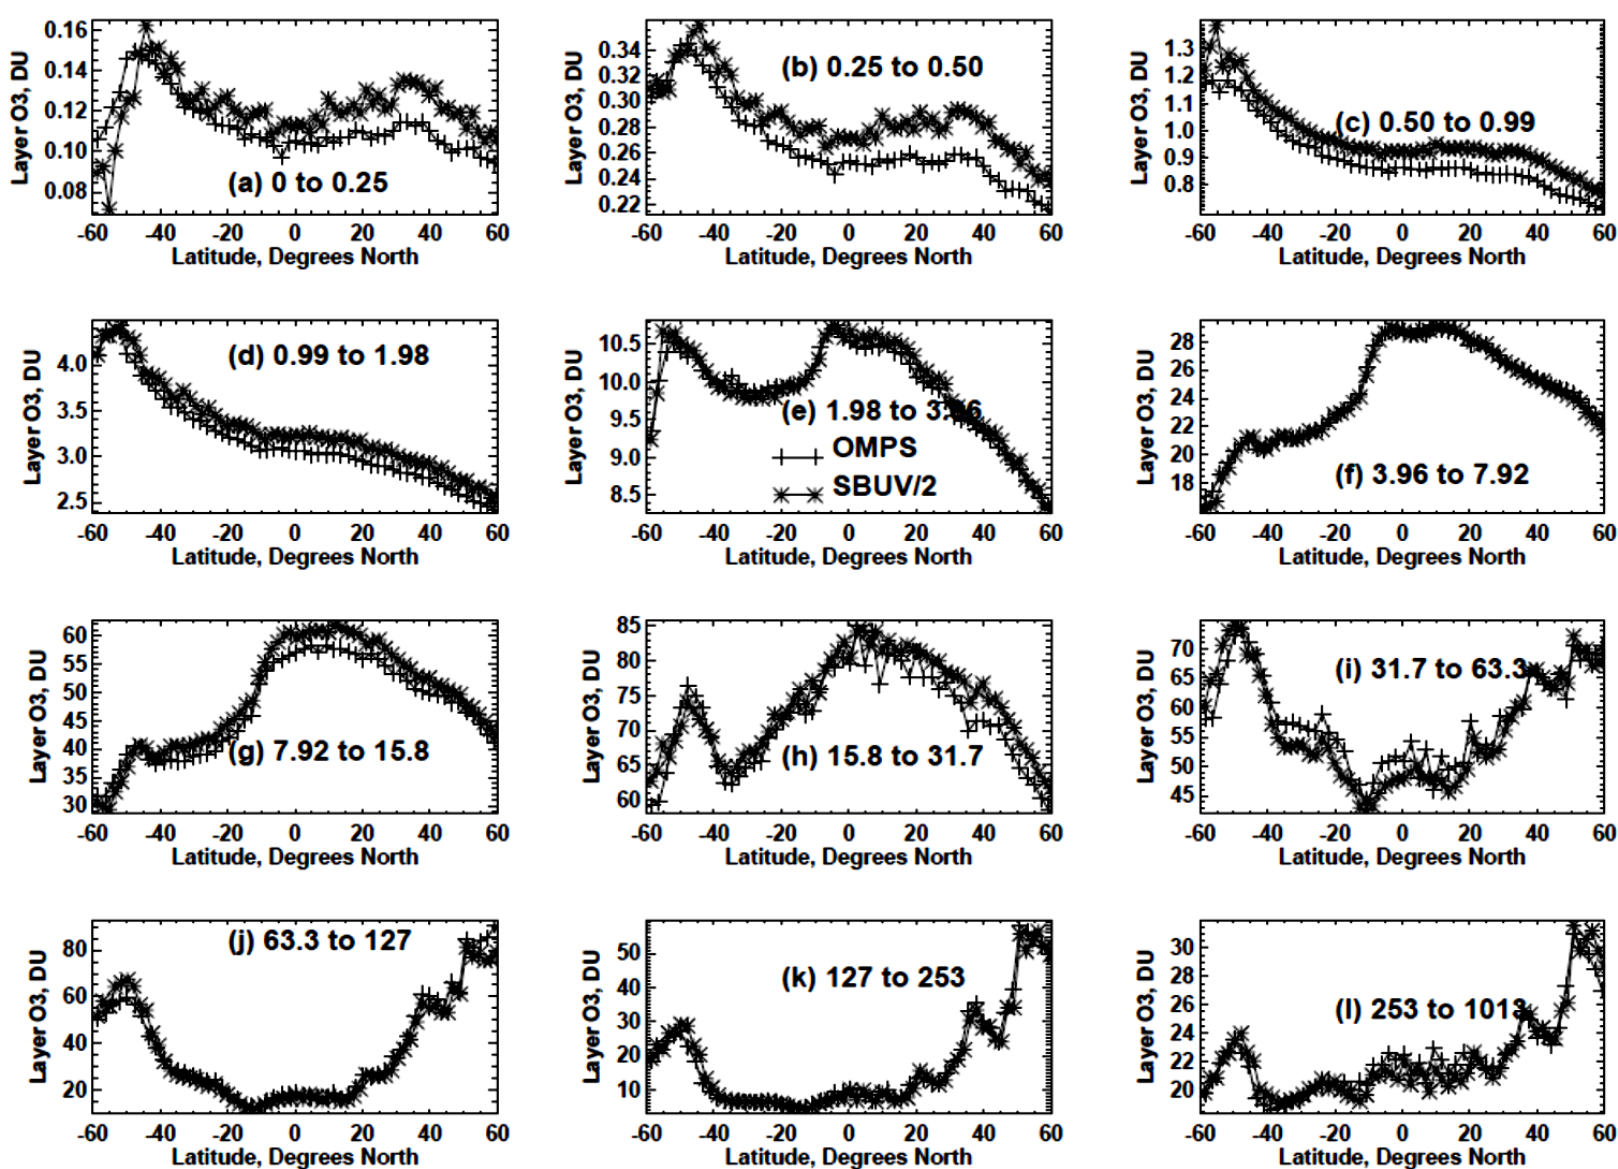 Layer O3, DU
0.16
0.14
0.12
0.10
0.08
(a) 0 to 0.25
-60 -40 -20 0 20 40 60
Latitude, Degrees North
Layer O3, DU
0.34
0.32
0.30
0.28
0.26
0.24
0.22
(b) 0.25 to 0.50
-60 -40 -20 0 20 40 60
Latitude, Degrees North
Layer O3, DU
1.3
1.2
1.1
1.0
0.9
0.8
(c) 0.50 to 0.99
-60 -40 -20 0 20 40 60
Latitude, Degrees North
Layer O3, DU
4.0
3.5
3.0
2.5
(d) 0.99 to 1.98
-60 -40 -20 0 20 40 60
Latitude, Degrees North
Layer O3, DU
10.5
10.0
9.5
9.0
8.5
(e) 1.98 to 3.96
OMPS
SBUV/2
-60 -40 -20 0 20 40 60
Latitude, Degrees North
Layer O3, DU
28
26
24
22
20
18
(f) 3.96 to 7.92
-60 -40 -20 0 20 40 60
Latitude, Degrees North
Layer O3, DU
60
55
50
45
40
35
30
(g) 7.92 to 15.8
-60 -40 -20 0 20 40 60
Latitude, Degrees North
Layer O3, DU
85
80
75
70
65
60
(h) 15.8 to 31.7
-60 -40 -20 0 20 40 60
Latitude, Degrees North
Layer O3, DU
70
65
60
55
50
45
(i) 31.7 to 63.3
-60 -40 -20 0 20 40 60
Latitude, Degrees North
Layer O3, DU
80
60
40
20
(j) 63.3 to 127
-60 -40 -20 0 20 40 60
Latitude, Degrees North
Layer O3, DU
50
40
30
20
10
(k) 127 to 253
-60 -40 -20 0 20 40 60
Latitude, Degrees North
Layer O3, DU
30
28
26
24
22
20
(l) 253 to 1013
-60 -40 -20 0 20 40 60
Latitude, Degrees North